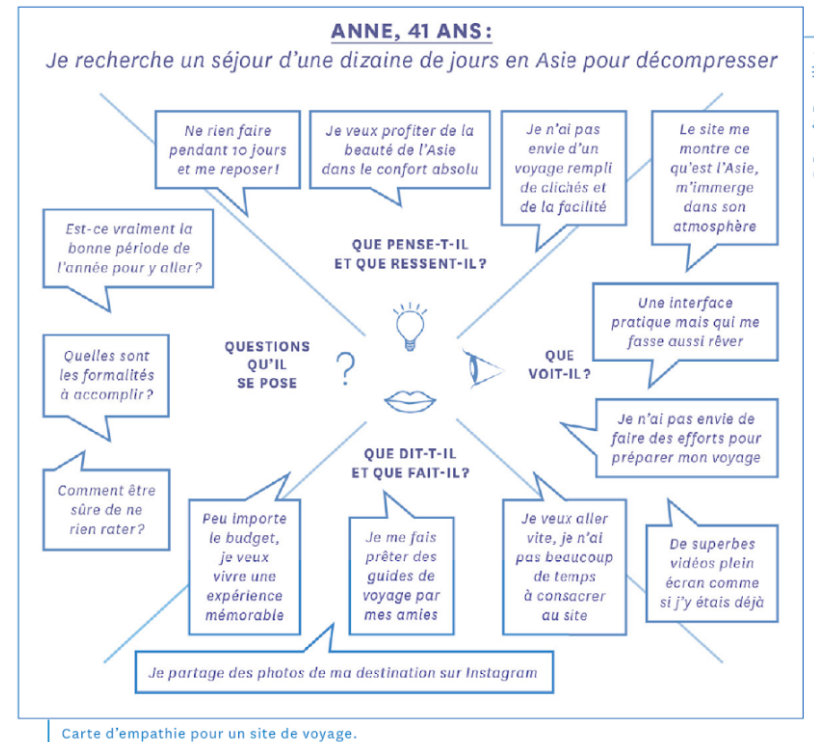 ANNE, 41 ANS :
Je recherche un séjour d'une dizaine de jours en Asie pour décompresser
Ne rien faire
pendant 10 jours
et me reposer !
Je veux profiter de la
beauté de l'Asie
dans le confort absolu
Je n'ai pas
envie d'un
voyage rempli
de clichés et
de la facilité
Le site me
montre ce
qu'est l'Asie,
m'immerge
dans son
atmosphère
Est-ce vraiment la
bonne période de
l'année pour y aller ?
QUE PENSE-T-IL
ET QUE RESSENT-IL ?
Une interface
pratique mais qui me
fasse aussi rêver
Quelles sont
les formalités
à accomplir ?
QUESTIONS
QU'IL
SE POSE
?
QUE
VOIT-IL ?
Je n'ai pas envie de
faire des efforts pour
préparer mon voyage
QUE DIT-T-IL
ET QUE FAIT-IL ?
Comment être
sûre de ne
rien rater ?
Peu importe
le budget,
je veux
vivre une
expérience
mémorable
Je me fais
prêter des
guides de
voyage par
mes amies
Je veux aller
vite, je n'ai
pas beaucoup
de temps
à consacrer
au site
De superbes
vidéos plein
écran comme
si j'y étais déjà
Je partage des photos de ma destination sur Instagram
Carte d'empathie pour un site de voyage.